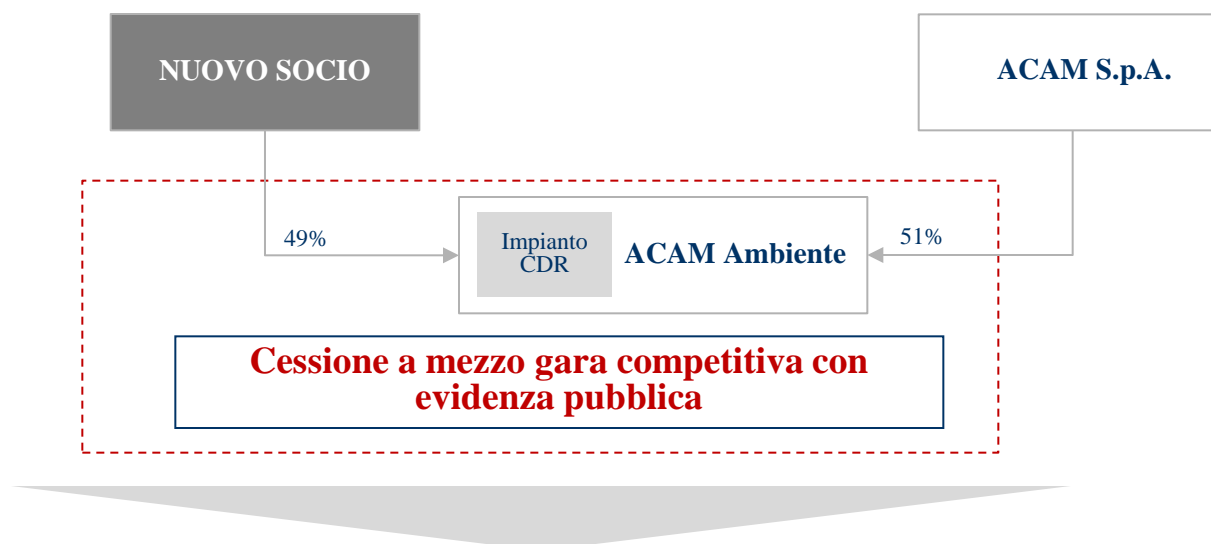 NUOVO SOCIO
ACAM S.p.A.
49%
Impianto
CDR
ACAM Ambiente
51%
Cessione a mezzo gara competitiva con
evidenza pubblica